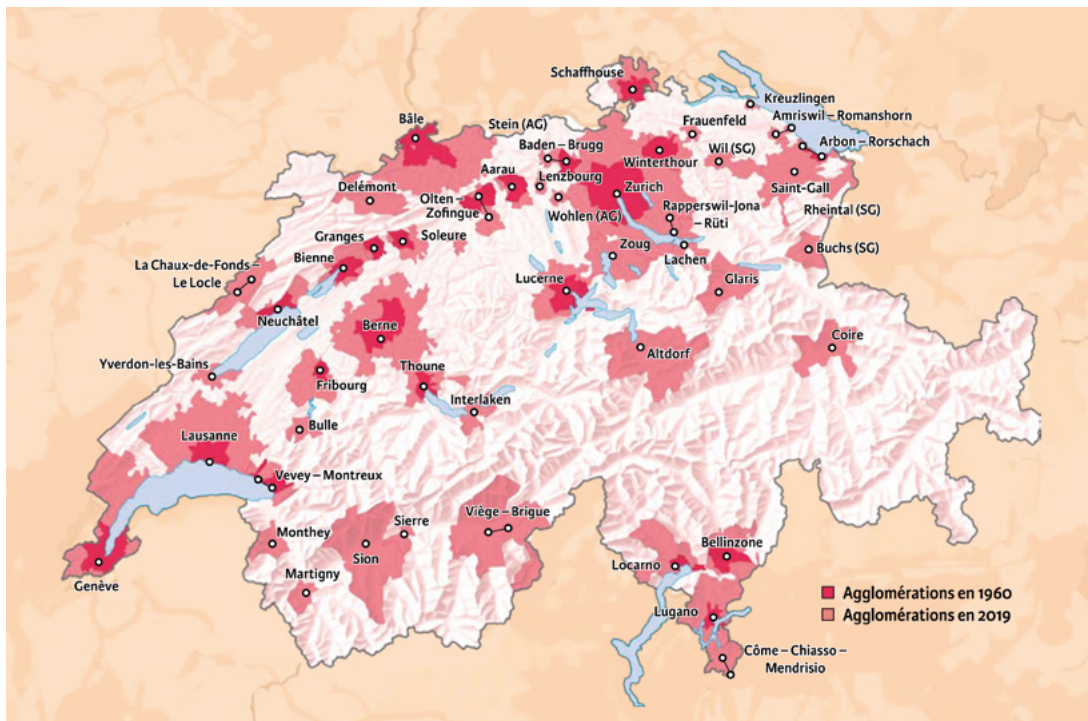 Schaffhouse
Kreuzlingen
Bâle
Stein (AG)
Frauenfeld
Amriswil – Romanshorn
Baden – Brugg
Wil (SG)
Arbon – Rorschach
Winterthour
Aarau
Lenzbourg
Delémont
Olten –
Zofingue
Zurich
Saint-Gall
Rapperswil-Jona
– Rüti
Rheintal (SG)
Wohlen (AG)
Granges
Soleure
Zoug
Lachen
Buchs (SG)
Bienne
La Chaux-de-Fonds –
Le Locle
Lucerne
Glaris
Neuchâtel
Berne
Altdorf
Coire
Yverdon-les-Bains
Fribourg
Thoune
Interlaken
Bulle
Lausanne
Vevey – Montreux
Viège – Brigue
Sierre
Monthey
Sion
Bellinzone
Locarno
Genève
Martigny
Agglomérations en 1960
Lugano
Agglomérations en 2019
Côme – Chiasso –
Mendrisio